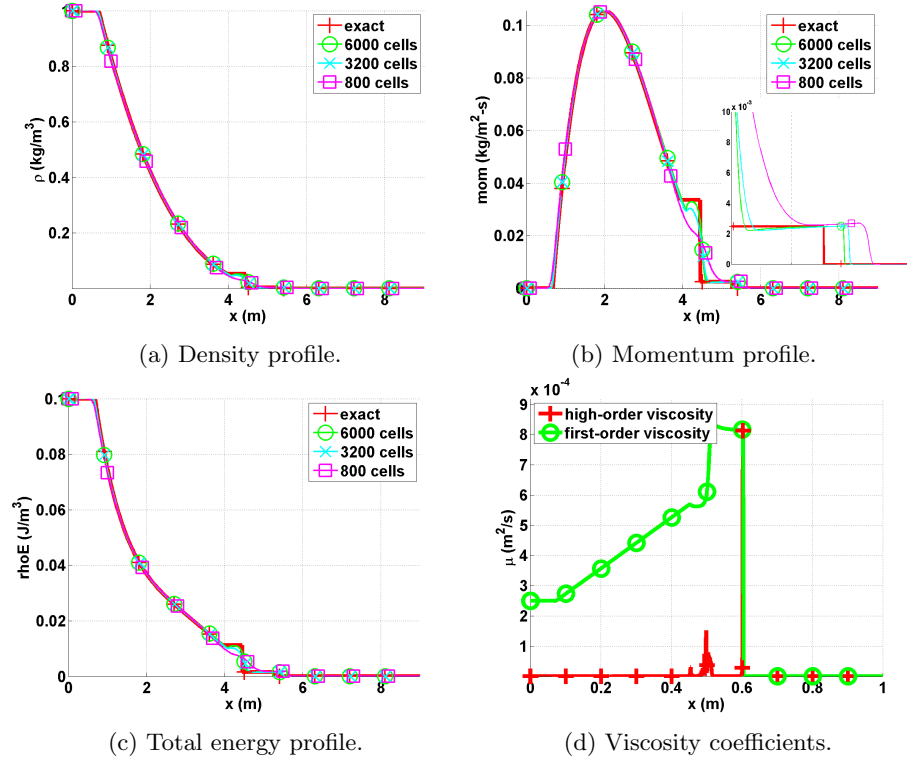 1
0.8
0.6
0.4
0.2
0
2
4
6
8
ρ (kg/m³)
x (m)
exact
6000 cells
3200 cells
800 cells
(a) Density profile.
0.1
0.08
0.06
0.04
0.02
0
0
2
4
6
8
mom (kg/m²·s)
x (m)
exact
6000 cells
3200 cells
800 cells
10 x 10⁻³
8
6
4
2
0
(b) Momentum profile.
0.1
0.08
0.06
0.04
0.02
0
0
2
4
6
8
rhoE (J/m³)
x (m)
exact
6000 cells
3200 cells
800 cells
(c) Total energy profile.
x 10⁻⁴
9
8
7
6
5
4
3
2
1
0
0.2
0.4
0.6
0.8
1
μ (m²/s)
x (m)
high-order viscosity
first-order viscosity
(d) Viscosity coefficients.